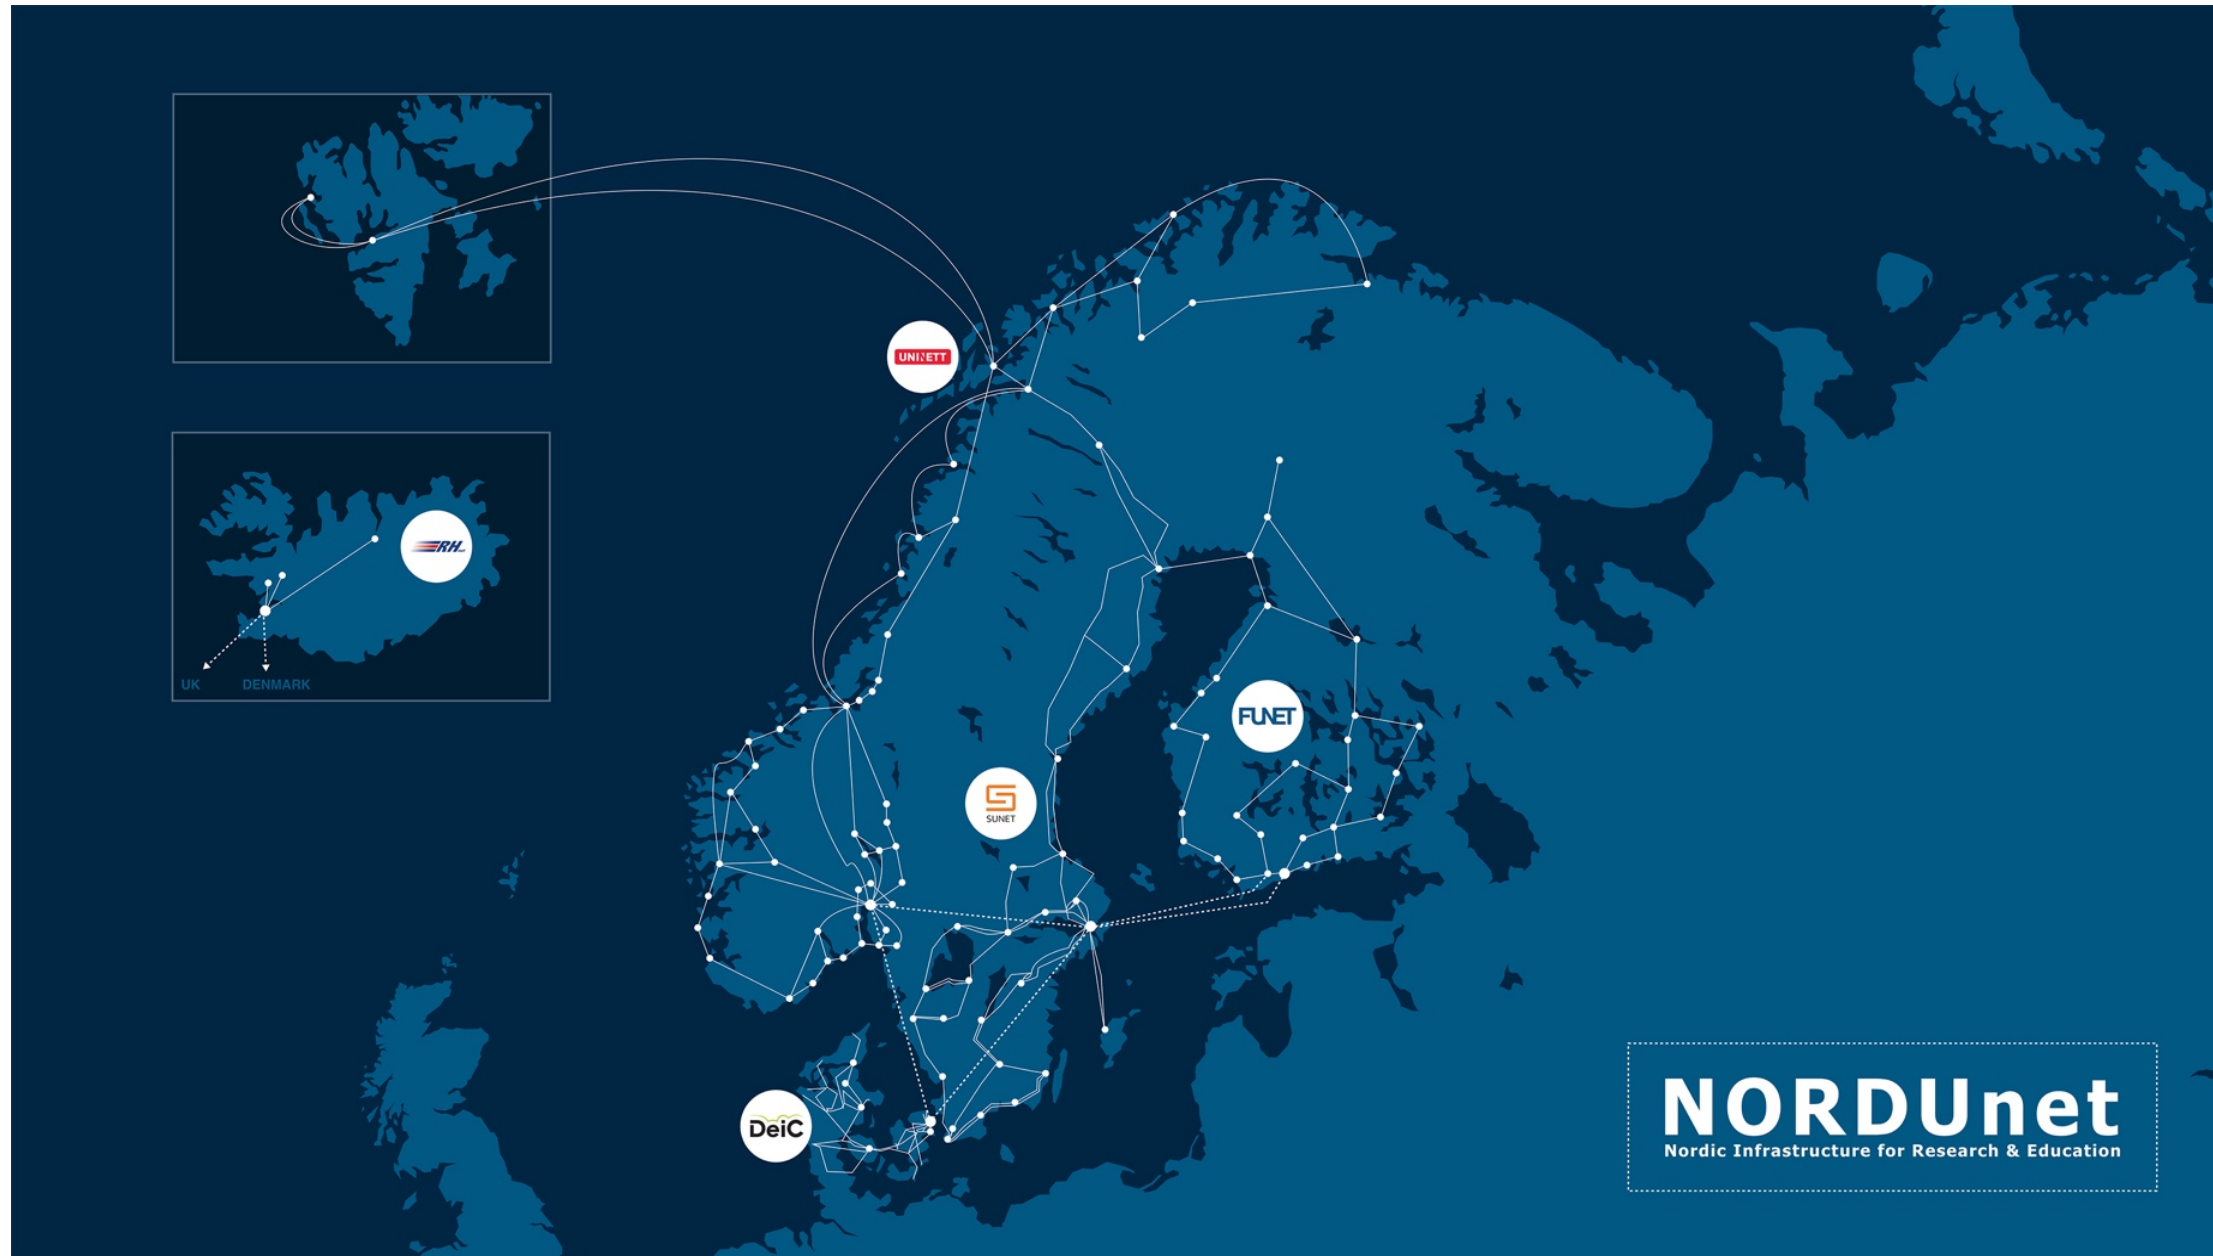 UNINETT
RH
UK
DENMARK
FUNET
SUNET
DeiC
NORDUnet
Nordic Infrastructure for Research & Education